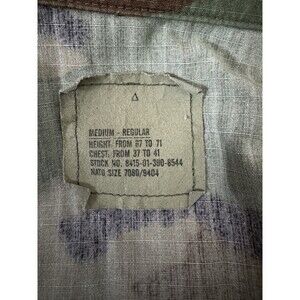 MEDIUM - REGULAR
HEIGHT: FROM 67 TO 71
CHEST: FROM 37 TO 41
STOCK NO. 8415-01-390-8544
NATO SIZE 7080/9404